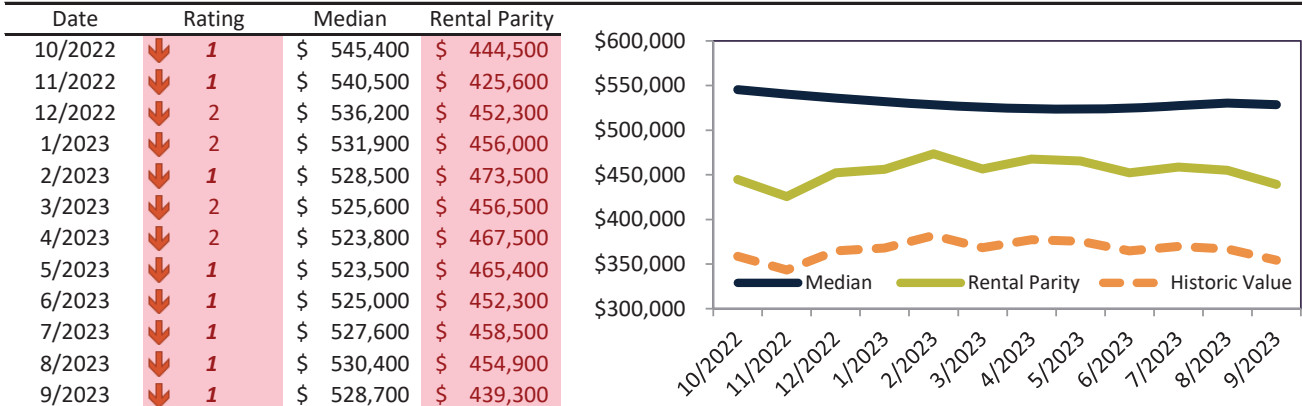 Date Rating Median Rental Parity
10/2022 1 $ 545,400 $ 444,500
11/2022 1 $ 540,500 $ 425,600
12/2022 2 $ 536,200 $ 452,300
1/2023 2 $ 531,900 $ 456,000
2/2023 1 $ 528,500 $ 473,500
3/2023 2 $ 525,600 $ 456,500
4/2023 2 $ 523,800 $ 467,500
5/2023 1 $ 523,500 $ 465,400
6/2023 1 $ 525,000 $ 452,300
7/2023 1 $ 527,600 $ 458,500
8/2023 1 $ 530,400 $ 454,900
9/2023 1 $ 528,700 $ 439,300
$600,000
$550,000
$500,000
$450,000
$400,000
$350,000
$300,000
Median Rental Parity Historic Value
10/2022 11/2022 12/2022 1/2023 2/2023 3/2023 4/2023 5/2023 6/2023 7/2023 8/2023 9/2023